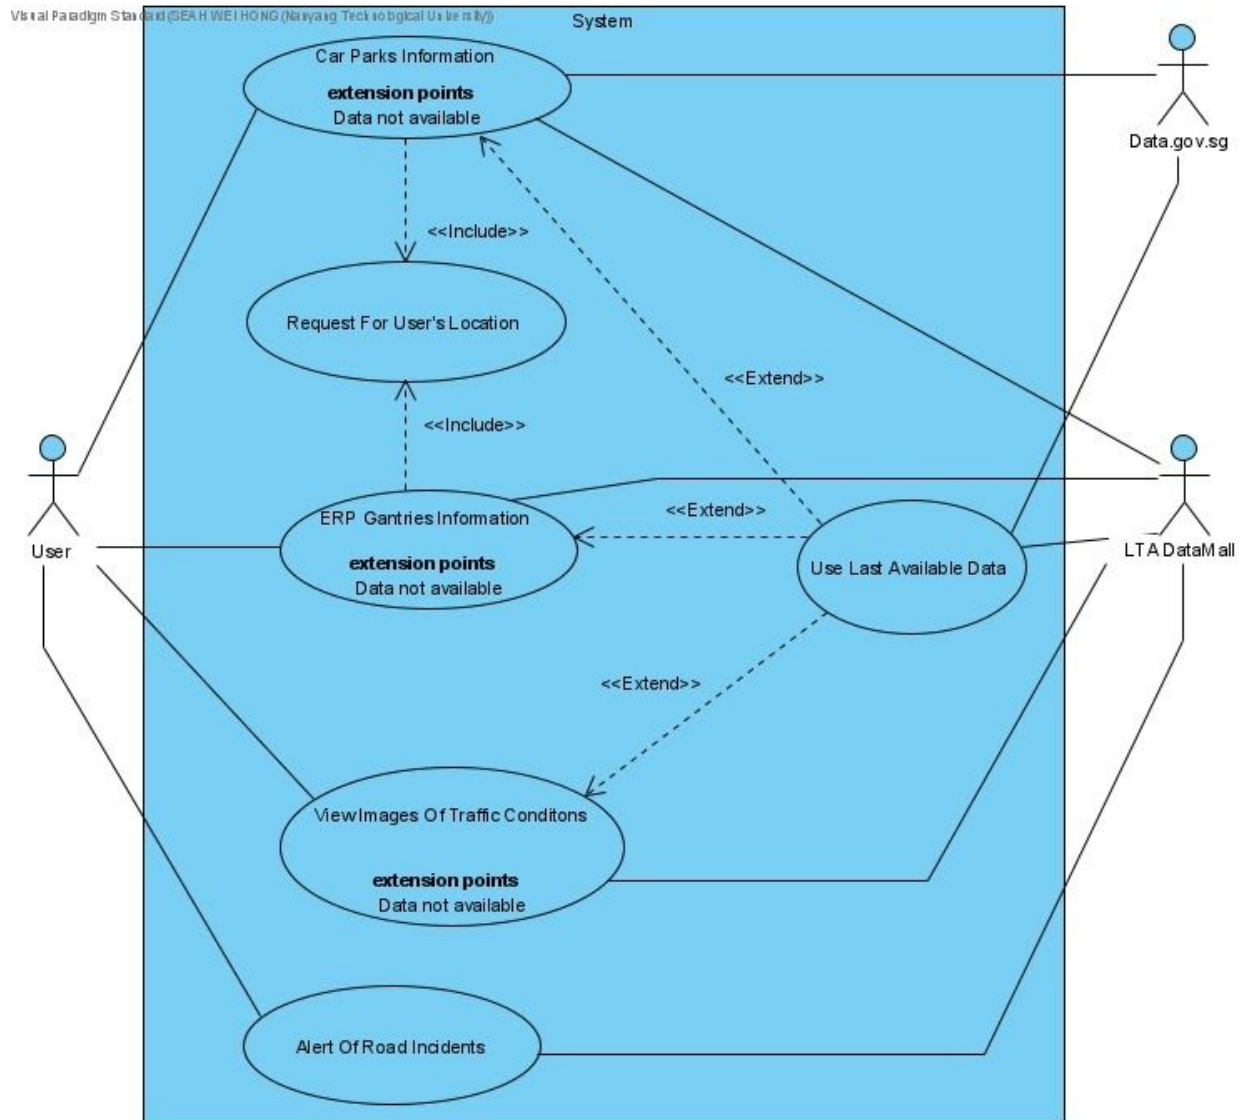 Visual Paradigm Standard (SEAH WEI HONG (Nanyang Technological University))
System
Car Parks Information
extension points
Data not available
Data.gov.sg
<<Include>>
Request For User's Location
<<Extend>>
<<Include>>
ERP Gantries Information
extension points
Data not available
<<Extend>>
User
LTA DataMall
Use Last Available Data
<<Extend>>
View Images Of Traffic Conditons
extension points
Data not available
Alert Of Road Incidents